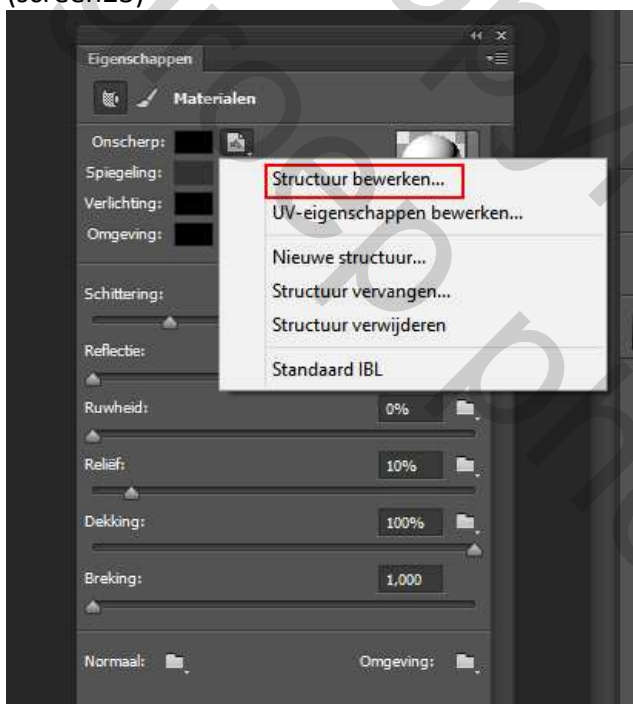 (screen25)
Eigenschappen
Materialen
Onscherp:
Spiegeling:
Verlichting:
Omgeving:
Structuur bewerken...
UV-eigenschappen bewerken...
Nieuwe structuur...
Structuur vervangen...
Structuur verwijderen
Standaard IBL
Schittering:
Reflectie:
Ruwheid: 0%
Reliëf: 10%
Dekking: 100%
Breking: 1,000
Normaal: Omgeving: